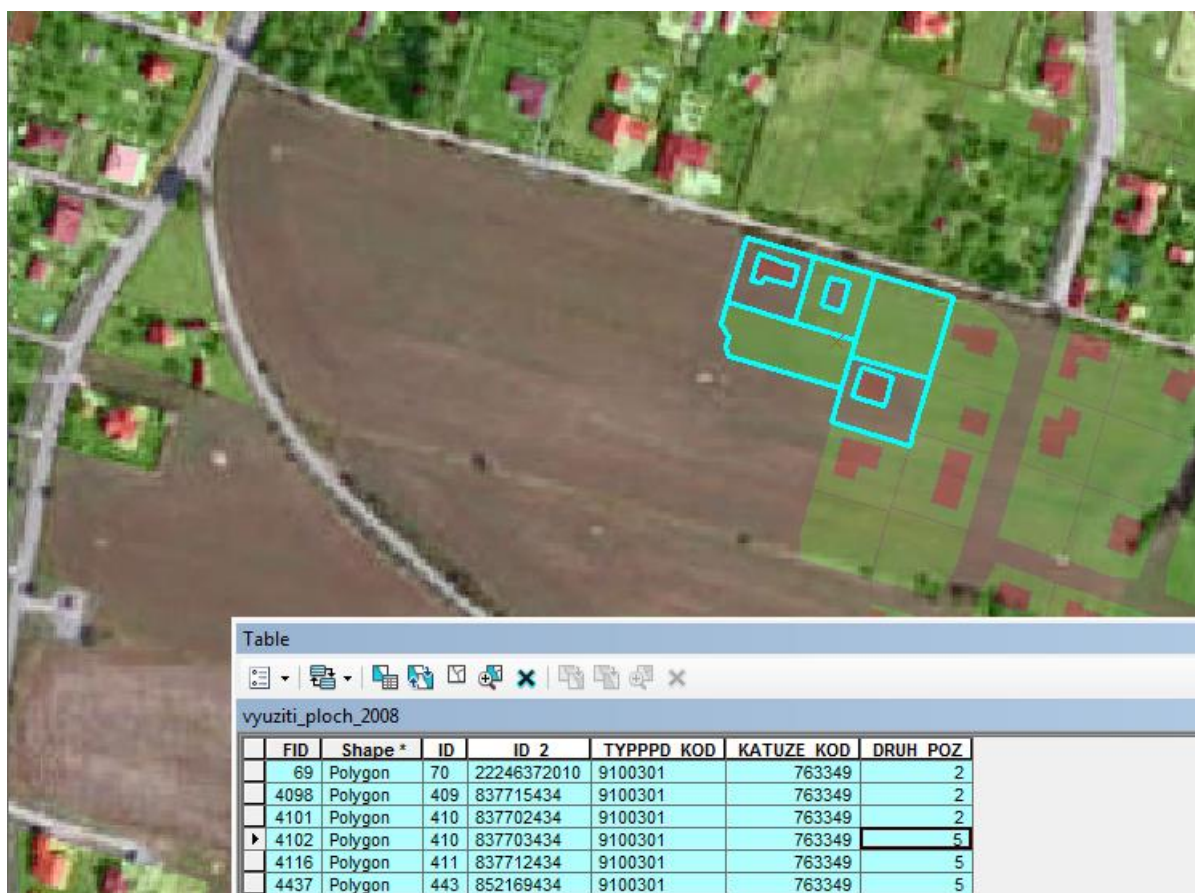 Table
vyuziti_ploch_2008
FID Shape * ID ID_2 TYPPPD_KOD KATUZE_KOD DRUH_POZ
69 Polygon 70 22246372010 9100301 763349 2
4098 Polygon 409 837715434 9100301 763349 2
4101 Polygon 410 837702434 9100301 763349 2
4102 Polygon 410 837703434 9100301 763349 5
4116 Polygon 411 837712434 9100301 763349 5
4437 Polygon 443 852169434 9100301 763349 5